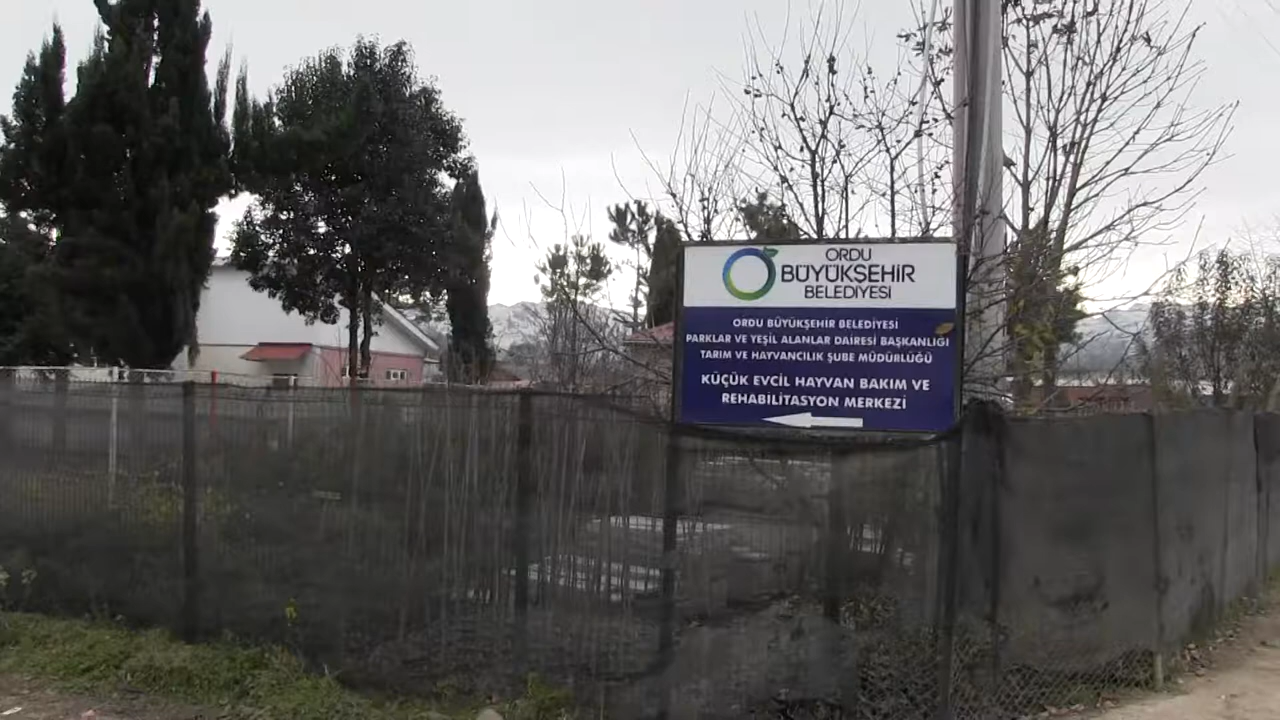 ORDU
BÜYÜKŞEHİR
BELEDİYESİ
ORDU BÜYÜKŞEHİR BELEDİYESİ
PARKLAR VE YEŞİL ALANLAR DAİRESİ BAŞKANLIĞI
TARIM VE HAYVANCILIK ŞUBE MÜDÜRLÜĞÜ
KÜÇÜK EVCİL HAYVAN BAKIM VE
REHABİLİTASYON MERKEZİ